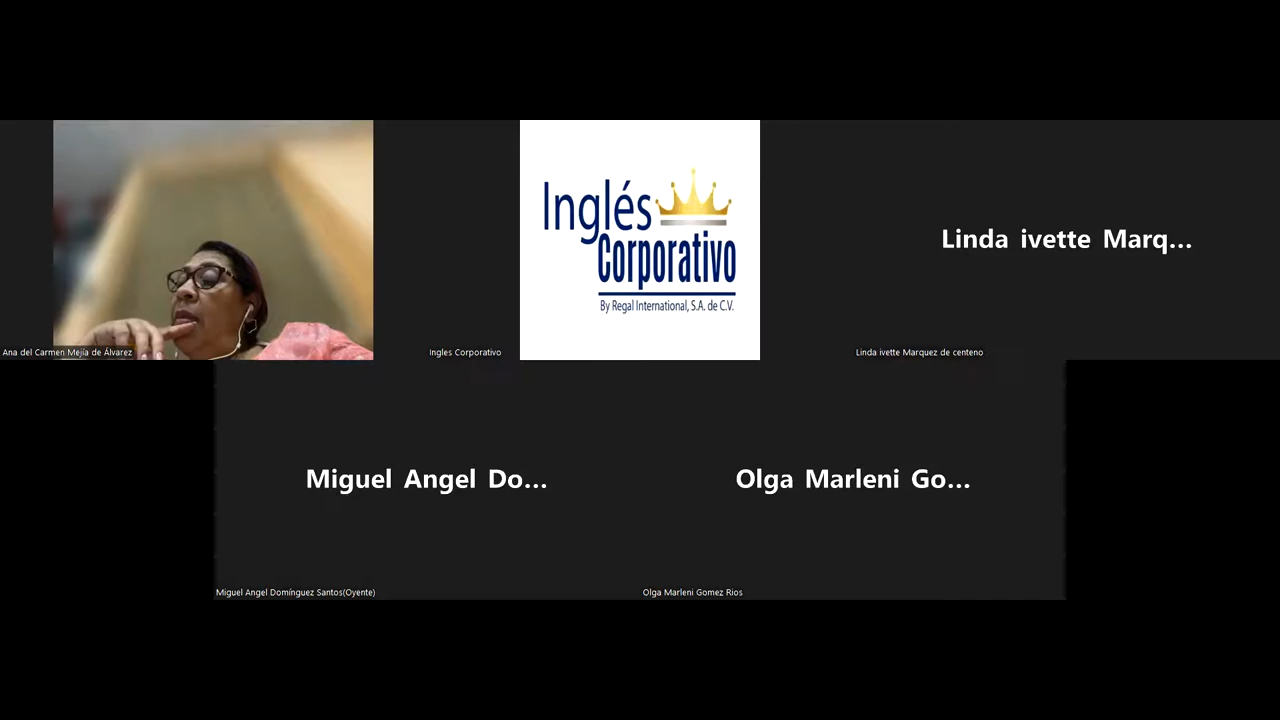 Inglés
Corporativo
By Regal International, S.A. de C.V.
Linda ivette Marq...
Ana del Carmen Mejía de Álvarez
Ingles Corporativo
Linda ivette Marquez de centeno
Miguel Angel Do...
Olga Marleni Go...
Miguel Angel Domínguez Santos(Oyente)
Olga Marleni Gomez Rios